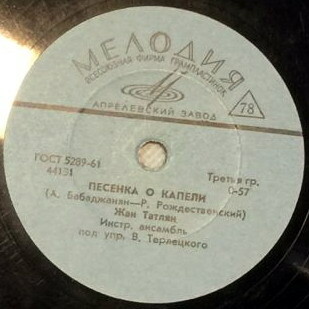 МЕЛОДИЯ
ВСЕСОЮЗНАЯ ФИРМА ГРАМПЛАСТИНОК
АПРЕЛЕВСКИЙ ЗАВОД
78
ГОСТ 5289-61
44131
Третья гр.
0-57
ПЕСЕНКА О КАПЕЛИ
(А. Бабаджанян—Р. Рождественский)
Жан Татлян
Инстр. ансамбль
под упр. В. Терлецкого